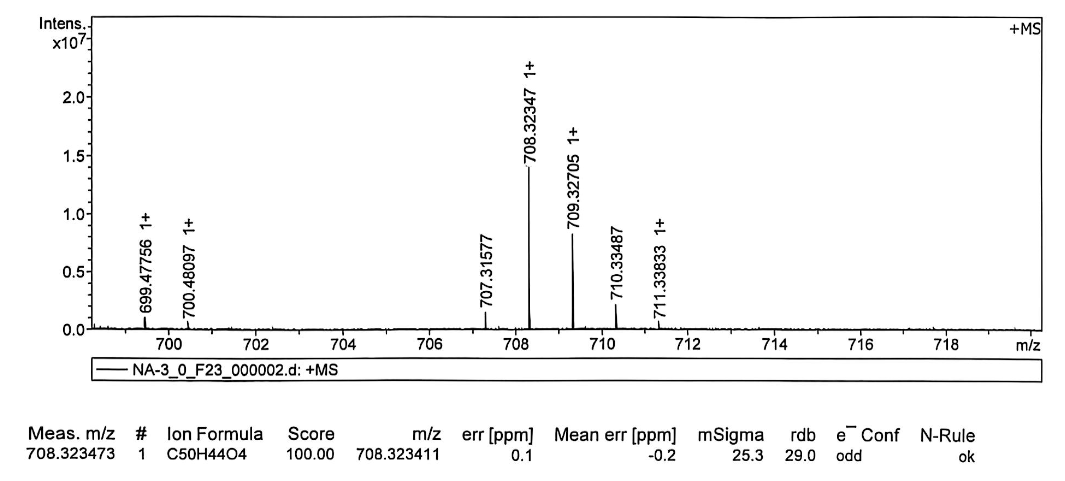 Intens.
x10⁷
+MS
2.0
1.5
1.0
0.5
0.0
699.47756 1+
700.48097 1+
707.31577
708.32347 1+
709.32705 1+
710.33487
711.33833 1+
700 702 704 706 708 710 712 714 716 718 m/z
NA-3_0_F23_000002.d: +MS
Meas. m/z # Ion Formula Score m/z err [ppm] Mean err [ppm] mSigma rdb e⁻ Conf N-Rule
708.323473 1 C50H44O4 100.00 708.323411 0.1 -0.2 25.3 29.0 odd ok